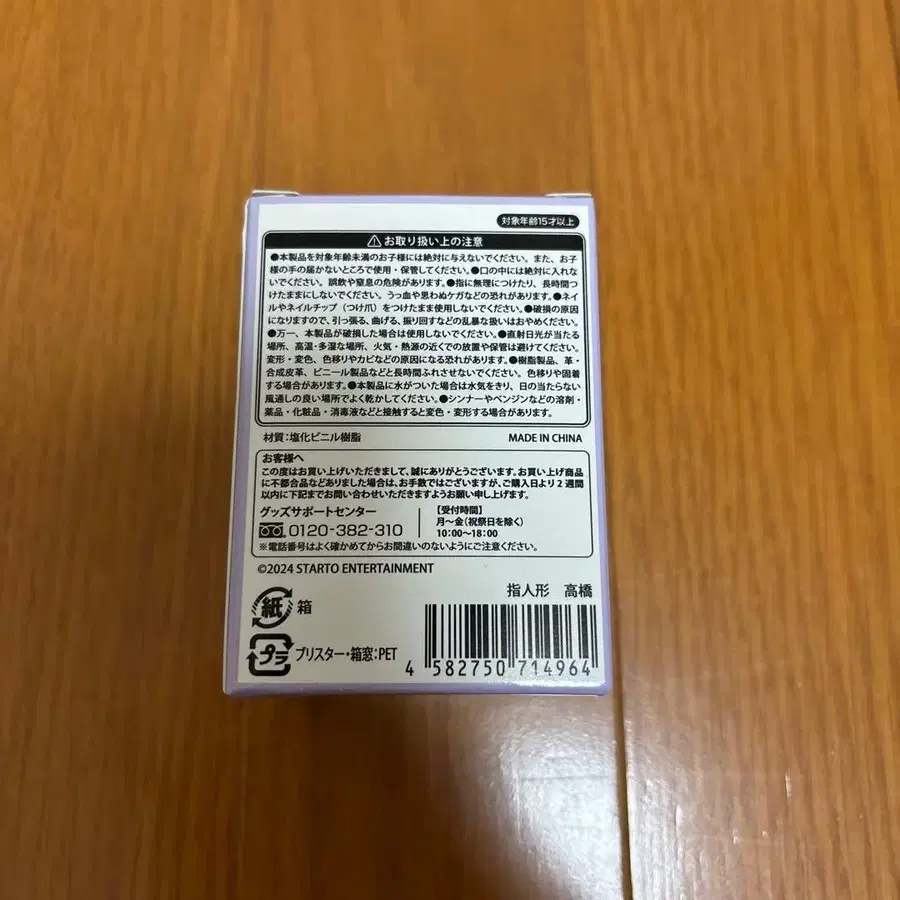 対象年齢15才以上
お取り扱い上の注意
●本製品を対象年齢未満のお子様には絶対に与えないでください。また、お子
様の手の届かないところで使用・保管してください。●口の中には絶対に入れな
いでください。誤飲や窒息の危険があります。●指に無理につけたり、長時間つ
けたままにしないでください。うっ血や思わぬケガなどの恐れがあります。●ネイ
ルやネイルチップ（つけ爪）をつけたまま使用しないでください。●破損の原因
になりますので、引っ張る、曲げる、振り回すなどの乱暴な扱いはおやめください。
●万一、本製品が破損した場合は使用しないでください。●直射日光が当たる
場所、高温・多湿な場所、火気・熱源の近くでの放置や保管は避けてください。
変形・変色、色移りやカビなどの原因になる恐れがあります。●樹脂製品、革・
合成皮革、ビニール製品などと長時間ふれさせないでください。色移りや固着
する場合があります。●本製品に水がついた場合は水気をきり、日の当たらない
風通しの良い場所でよく乾かしてください。●シンナーやベンジンなどの溶剤・
薬品・化粧品・消毒液などと接触すると変色・変形する場合があります。
材質：塩化ビニル樹脂 MADE IN CHINA
お客様へ
この度はお買い上げいただきまして、誠にありがとうございます。お買い上げ商品
に不都合品などありました場合は、お手数ではございますが、ご購入日より2週間
以内に下記までお問い合わせいただきますようお願い申し上げます。
グッズサポートセンター
0120-382-310
【受付時間】
月〜金（祝祭日を除く）
10:00〜18:00
※電話番号はよく確かめてからお間違いのないようにご注意ください。
©2024 STARTO ENTERTAINMENT
指人形 高橋
紙 箱
プラ ブリスター・箱窓：PET
4 582750 714964